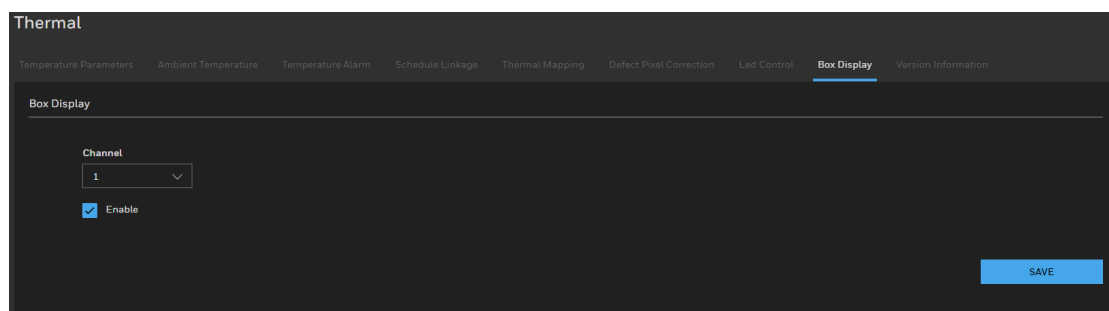 Thermal
Temperature Parameters Ambient Temperature Temperature Alarm Schedule Linkage Thermal Mapping Defect Pixel Correction Led Control Box Display Version Information
Box Display
Channel
1
Enable
SAVE